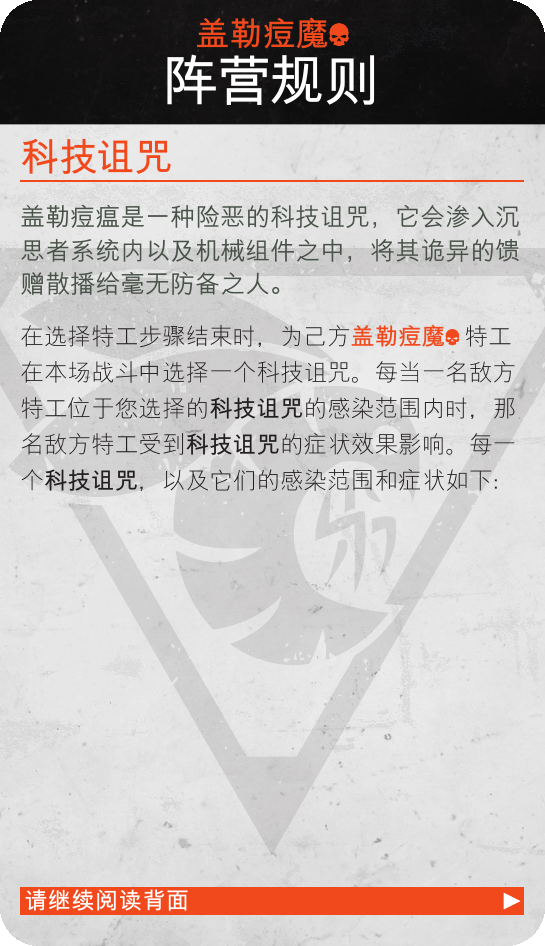 盖勒痘魔
阵营规则
科技诅咒
盖勒痘瘟是一种险恶的科技诅咒，它会渗入沉
思者系统内以及机械组件之中，将其诡异的馈
赠散播给毫无防备之人。
在选择特工步骤结束时，为己方盖勒痘魔特工
在本场战斗中选择一个科技诅咒。每当一名敌方
特工位于您选择的科技诅咒的感染范围内时，那
名敌方特工受到科技诅咒的症状效果影响。每一
个科技诅咒，以及它们的感染范围和症状如下：
请继续阅读背面